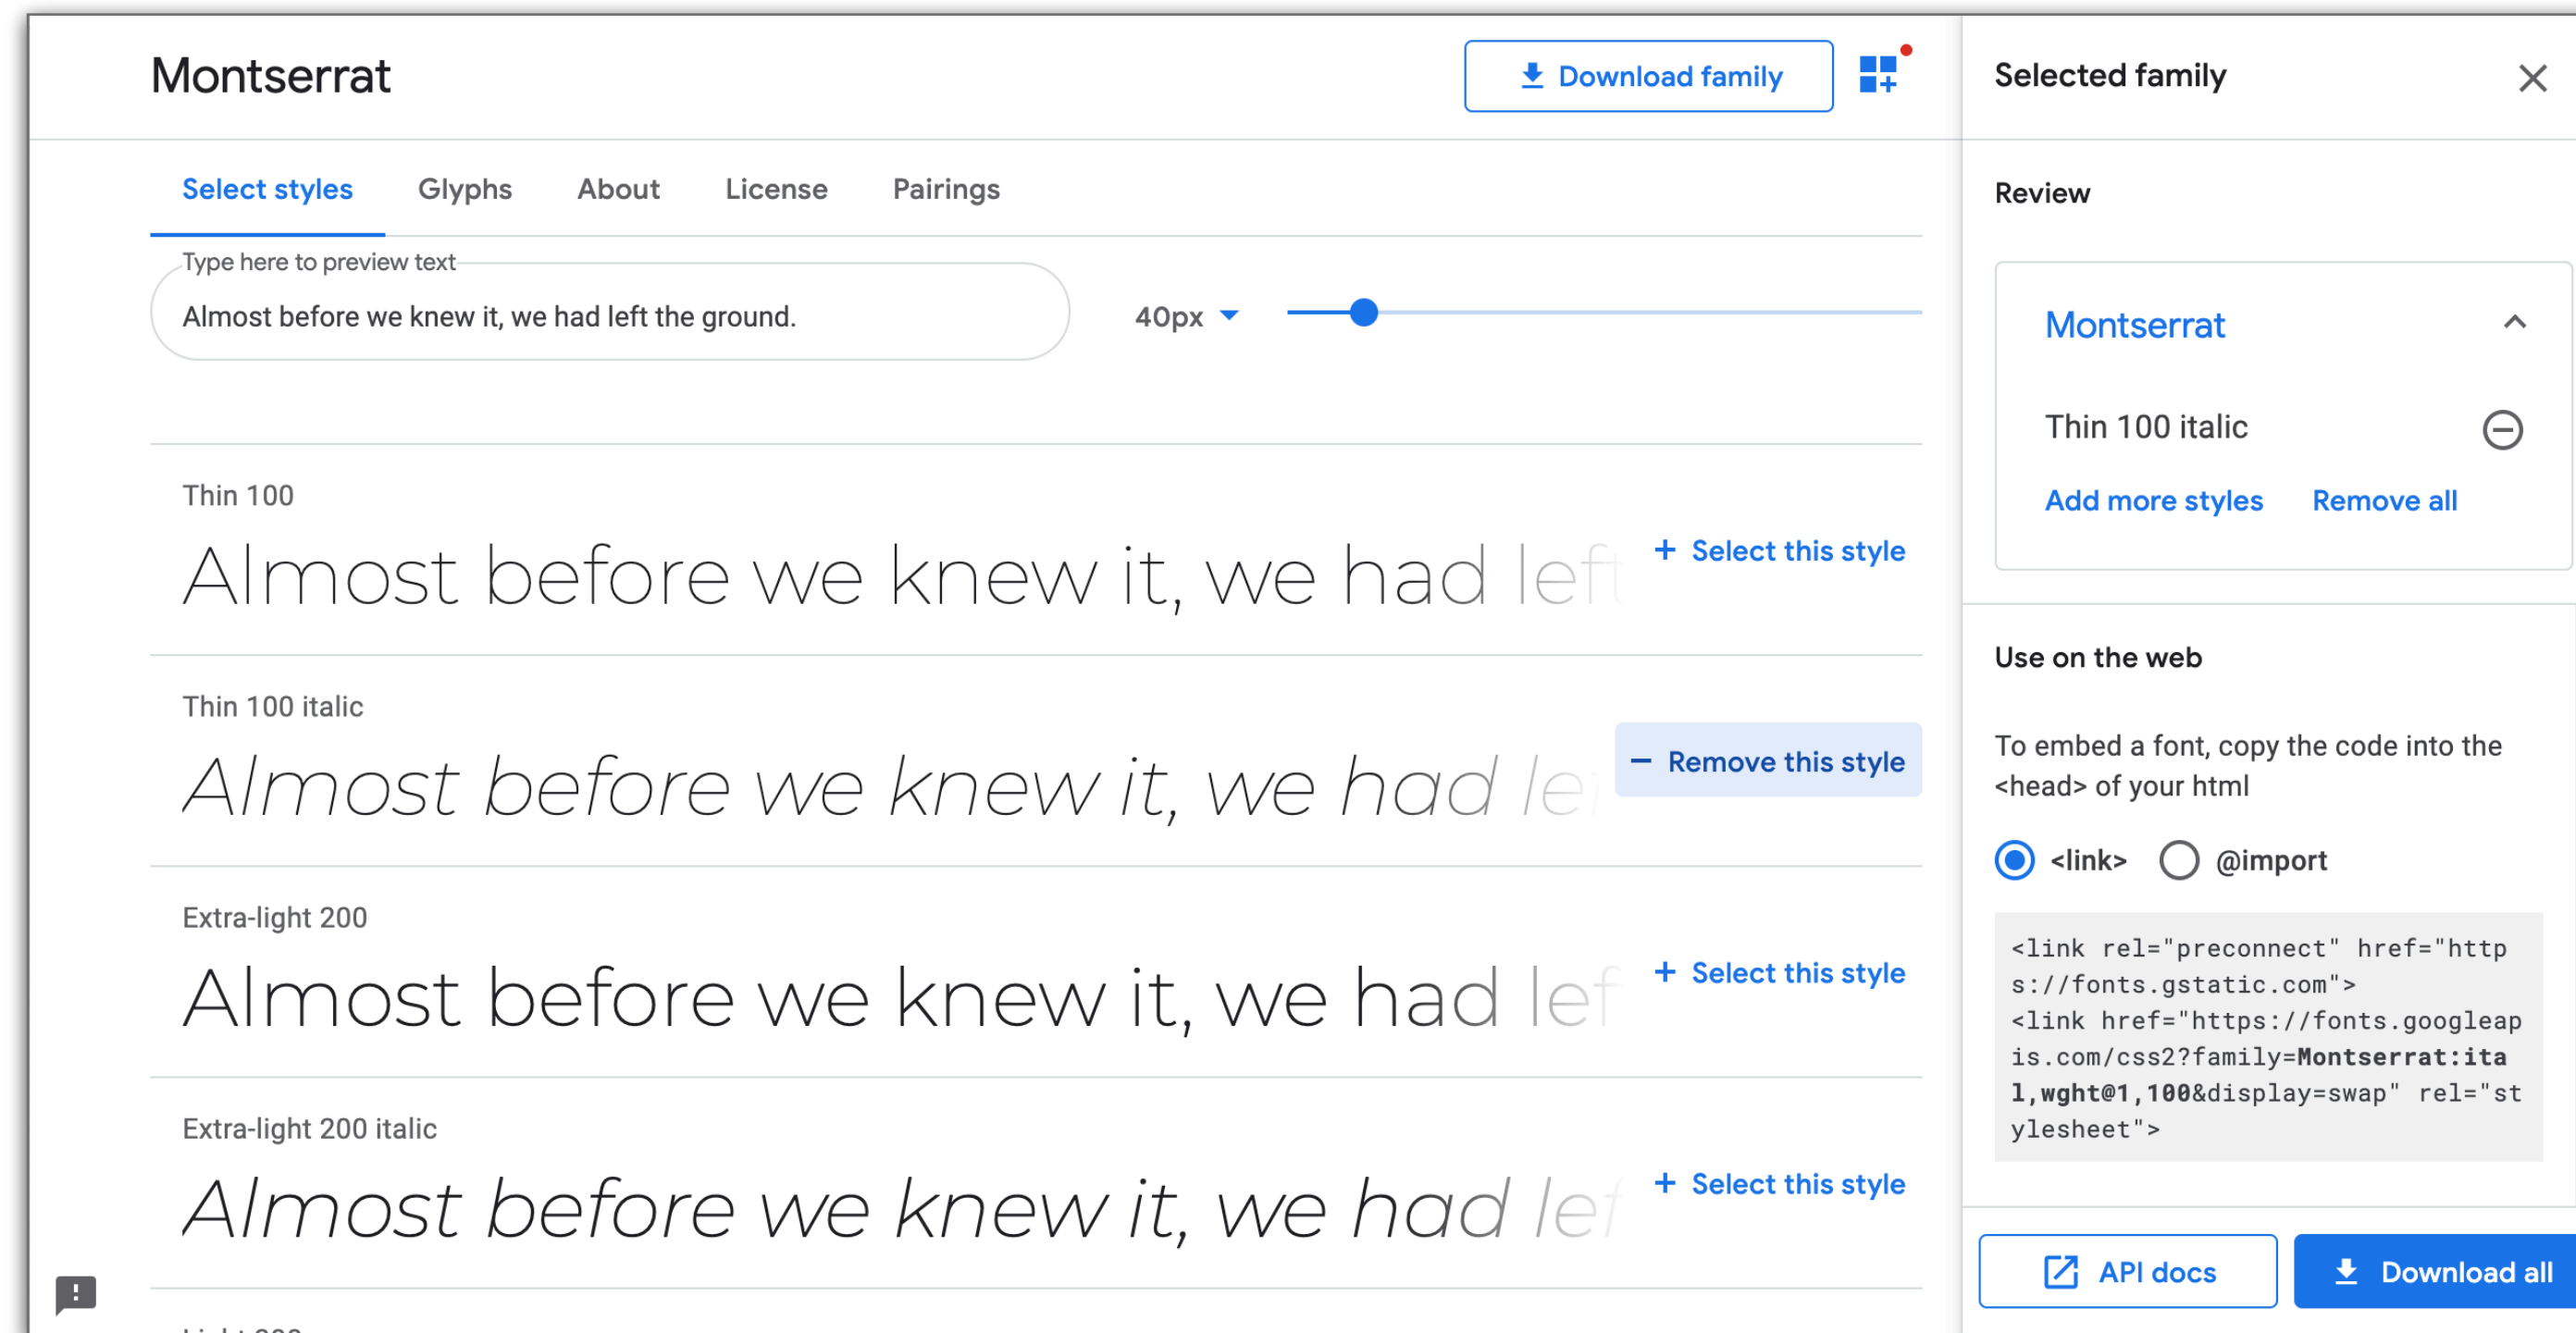 Montserrat
Download family
Select styles
Glyphs
About
License
Pairings
Type here to preview text
Almost before we knew it, we had left the ground.
40px
Thin 100
Almost before we knew it, we had left
Select this style
Thin 100 italic
Almost before we knew it, we had le
Remove this style
Extra-light 200
Almost before we knew it, we had lef
Select this style
Extra-light 200 italic
Almost before we knew it, we had lef
Select this style
Selected family
Review
Montserrat
Thin 100 italic
Add more styles
Remove all
Use on the web
To embed a font, copy the code into the
<head> of your html
<link>
@import
<link rel="preconnect" href="http
s://fonts.gstatic.com">
<link href="https://fonts.googleap
is.com/css2?family=Montserrat:ita
l,wght@1,100&display=swap" rel="st
ylesheet">
API docs
Download all